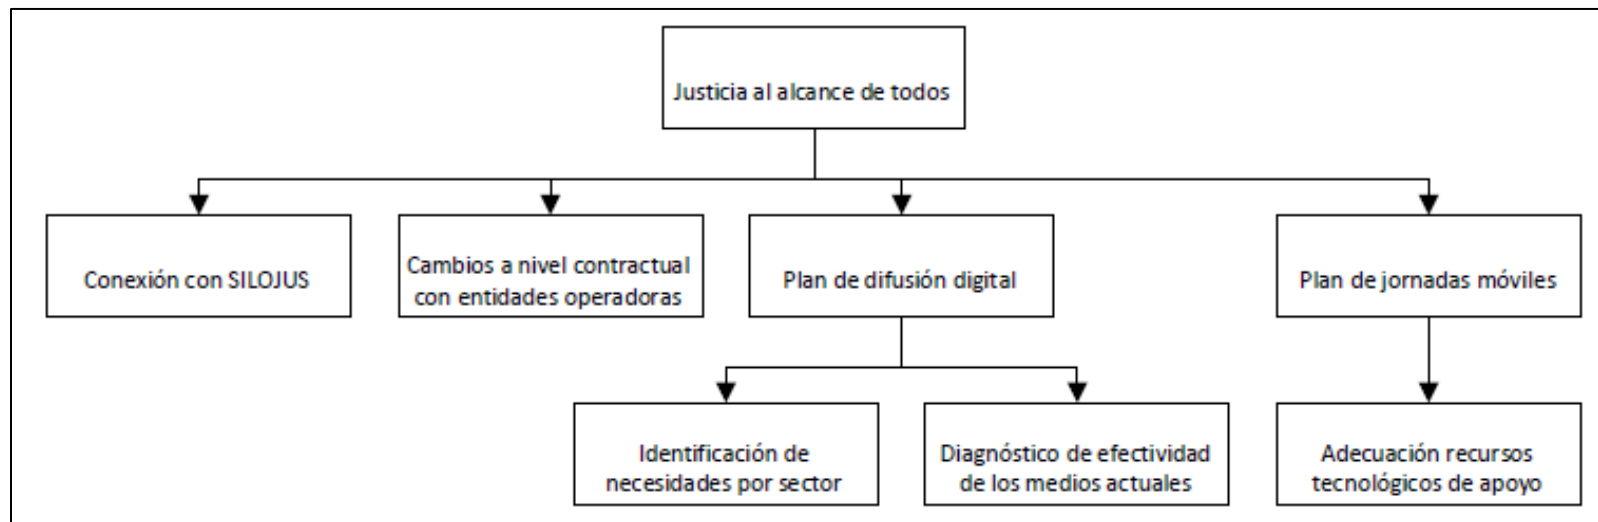 Justicia al alcance de todos
Conexión con SILOJUS
Cambios a nivel contractual
con entidades operadoras
Plan de difusión digital
Plan de jornadas móviles
Identificación de
necesidades por sector
Diagnóstico de efectividad
de los medios actuales
Adecuación recursos
tecnológicos de apoyo